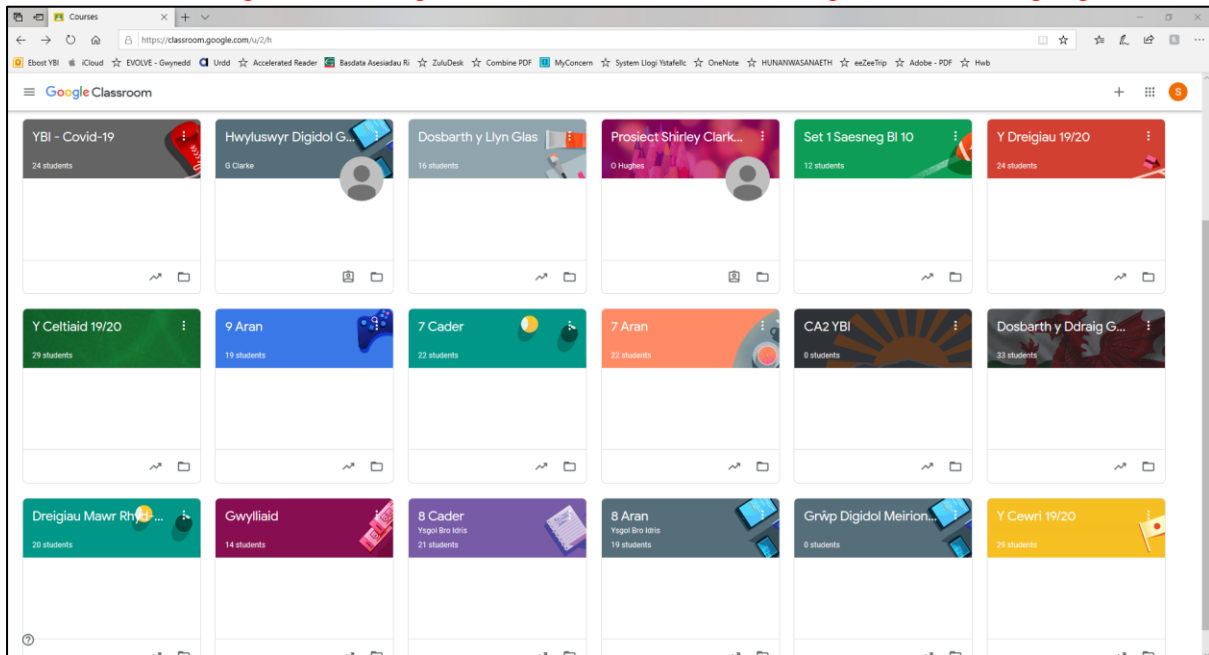 Courses
https://classroom.google.com/u/2/h
Ebost YBI iCloud EVOLVE - Gwynedd Urdd Accelerated Reader Basdata Asesiadau Ri ZuluDesk Combine PDF MyConcern System Llogi Ystafellc OneNote HUNANWASANAETH eeZeeTrip Adobe - PDF Hwb
Google Classroom
S
YBI - Covid-19
24 students
Hwyluswyr Digidol G...
G Clarke
Dosbarth y Llyn Glas
16 students
Prosiect Shirley Clark...
O Hughes
Set 1 Saesneg Bl 10
12 students
Y Dreigiau 19/20
24 students
Y Celtiaid 19/20
29 students
9 Aran
19 students
7 Cader
22 students
7 Aran
22 students
CA2 YBI
0 students
Dosbarth y Ddraig G...
33 students
Dreigiau Mawr Rhyd-...
20 students
Gwylliaid
14 students
8 Cader
Ysgol Bro Idris
21 students
8 Aran
Ysgol Bro Idris
19 students
Grŵp Digidol Meirion...
0 students
Y Cewri 19/20
29 students